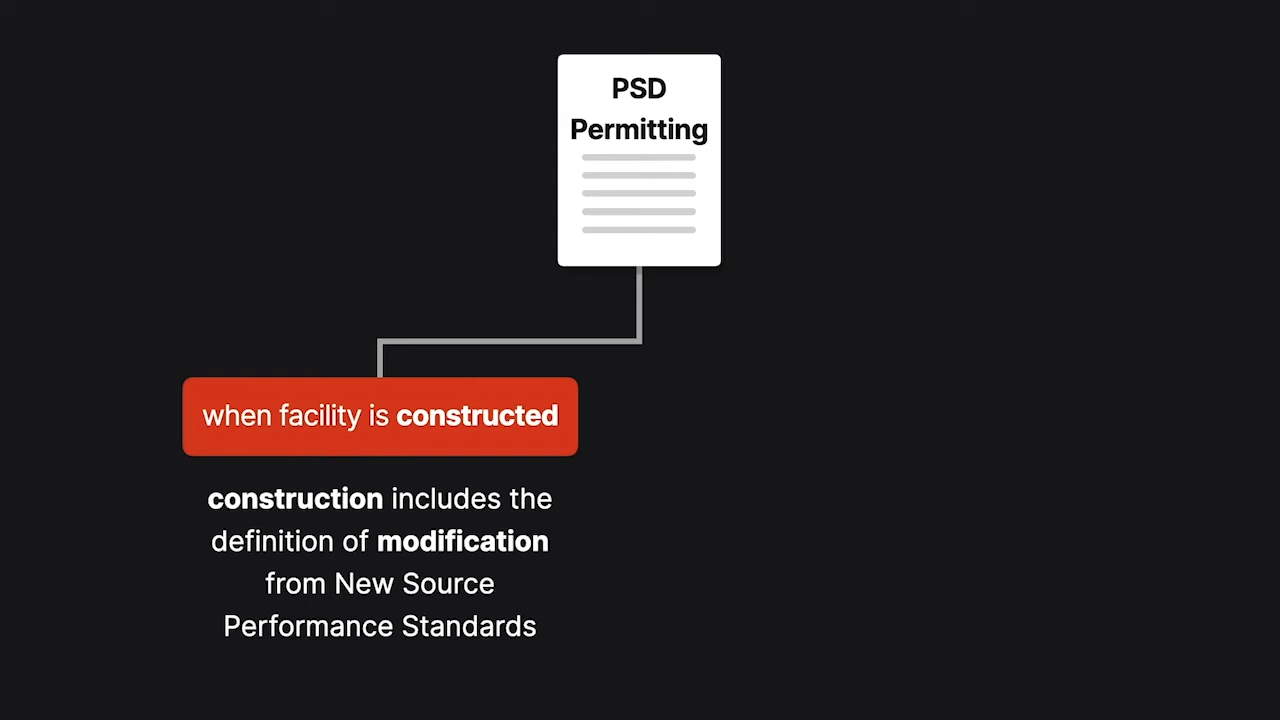 PSD
Permitting
when facility is constructed
construction includes the
definition of modification
from New Source
Performance Standards